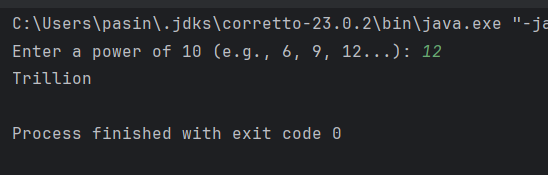 C:\Users\pasin\.jdks\corretto-23.0.2\bin\java.exe "-ja
Enter a power of 10 (e.g., 6, 9, 12...): 12
Trillion
Process finished with exit code 0